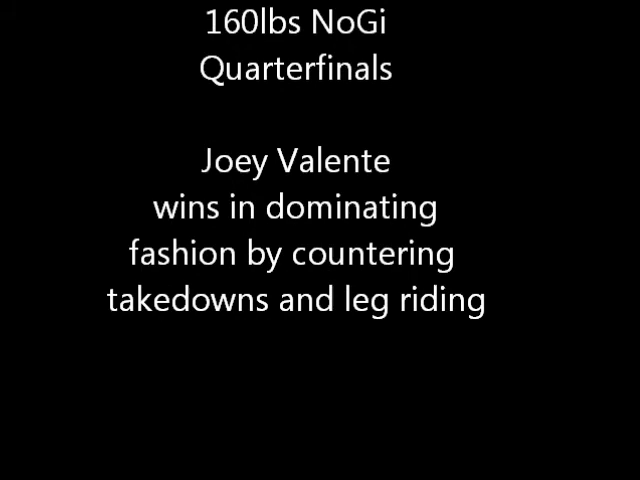 160lbs NoGi
Quarterfinals
Joey Valente
wins in dominating
fashion by countering
takedowns and leg riding